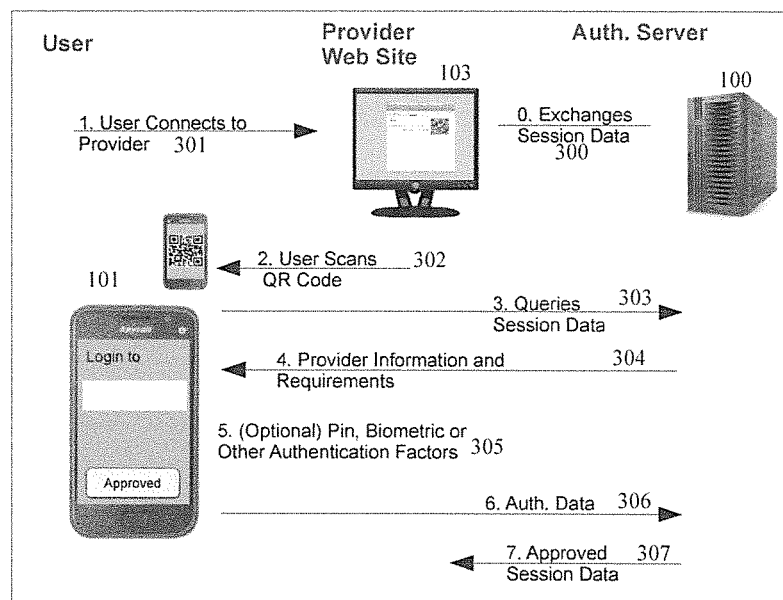 User
Provider
Web Site
Auth. Server
103
100
1. User Connects to
Provider 301
0. Exchanges
Session Data
300
2. User Scans 302
QR Code
101
3. Queries 303
Session Data
Login to
4. Provider Information and 304
Requirements
5. (Optional) Pin, Biometric or
Other Authentication Factors 305
Approved
6. Auth. Data 306
7. Approved 307
Session Data